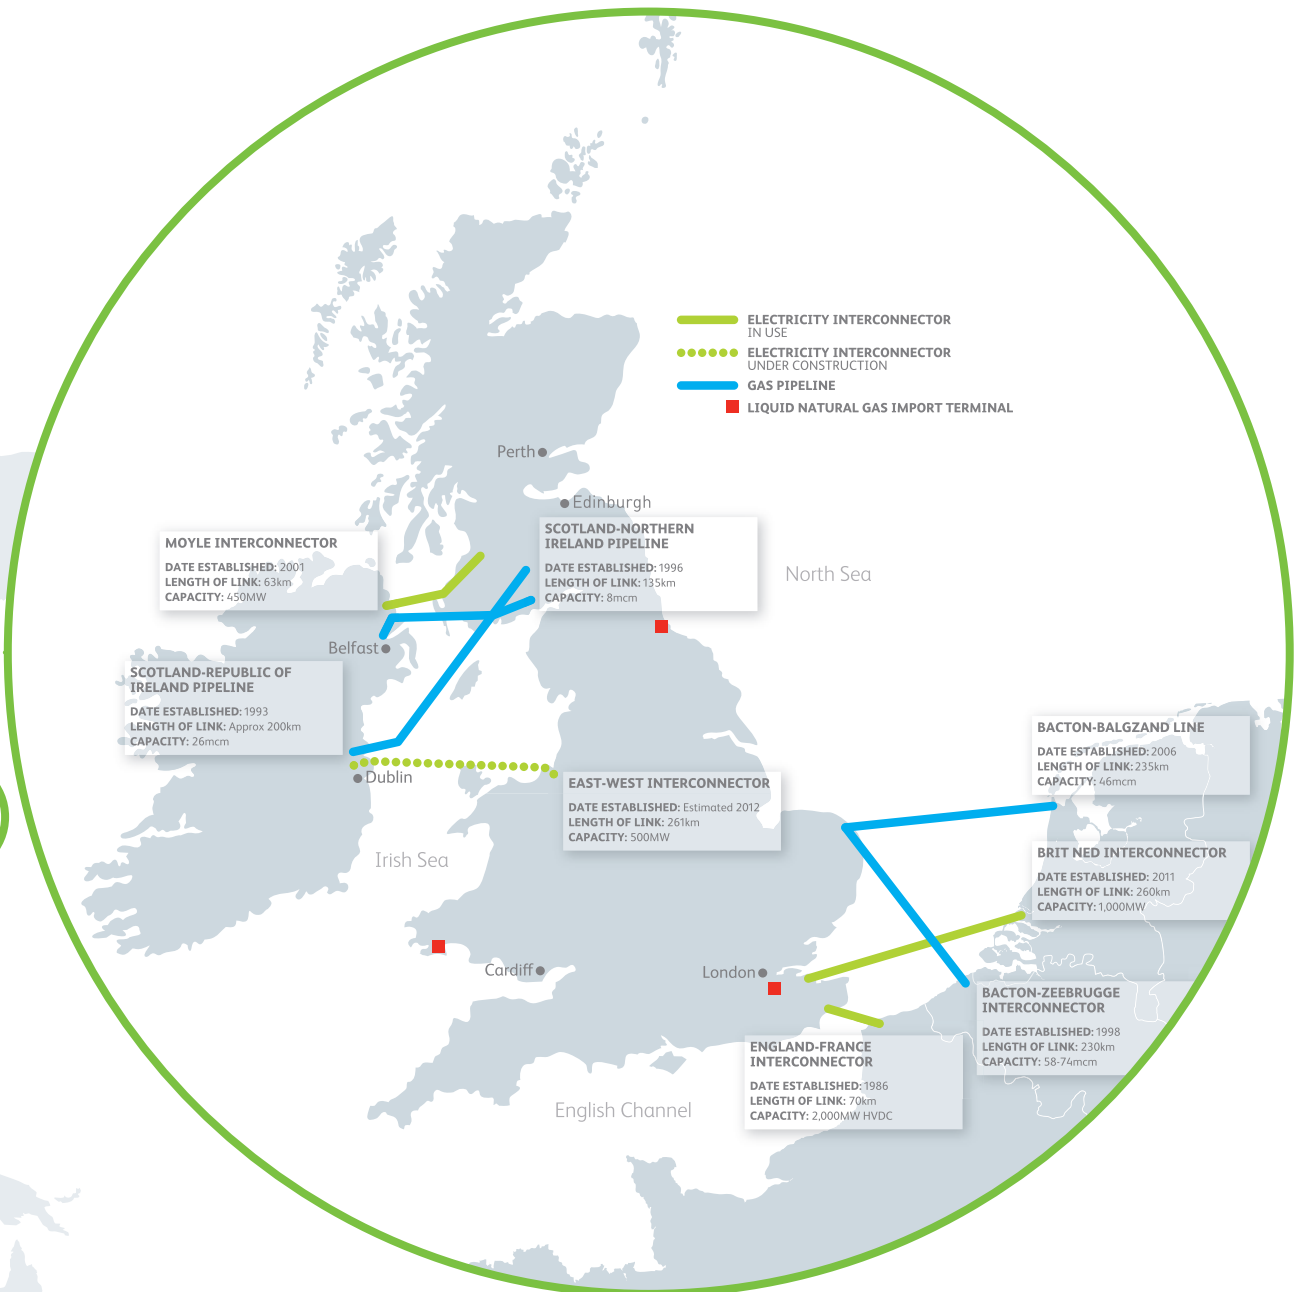 ELECTRICITY INTERCONNECTOR
IN USE
ELECTRICITY INTERCONNECTOR
UNDER CONSTRUCTION
GAS PIPELINE
LIQUID NATURAL GAS IMPORT TERMINAL
Perth
Edinburgh
SCOTLAND-NORTHERN
IRELAND PIPELINE
DATE ESTABLISHED: 1996
LENGTH OF LINK: 135km
CAPACITY: 8mcm
MOYLE INTERCONNECTOR
DATE ESTABLISHED: 2001
LENGTH OF LINK: 63km
CAPACITY: 450MW
North Sea
Belfast
SCOTLAND-REPUBLIC OF
IRELAND PIPELINE
DATE ESTABLISHED: 1993
LENGTH OF LINK: Approx 200km
CAPACITY: 26mcm
BACTON-BALGZAND LINE
DATE ESTABLISHED: 2006
LENGTH OF LINK: 235km
CAPACITY: 46mcm
Dublin
EAST-WEST INTERCONNECTOR
DATE ESTABLISHED: Estimated 2012
LENGTH OF LINK: 261km
CAPACITY: 500MW
Irish Sea
BRIT NED INTERCONNECTOR
DATE ESTABLISHED: 2011
LENGTH OF LINK: 260km
CAPACITY: 1,000MW
Cardiff
London
BACTON-ZEEBRUGGE
INTERCONNECTOR
DATE ESTABLISHED: 1998
LENGTH OF LINK: 230km
CAPACITY: 58-74mcm
ENGLAND-FRANCE
INTERCONNECTOR
DATE ESTABLISHED: 1986
LENGTH OF LINK: 70km
CAPACITY: 2,000MW HVDC
English Channel